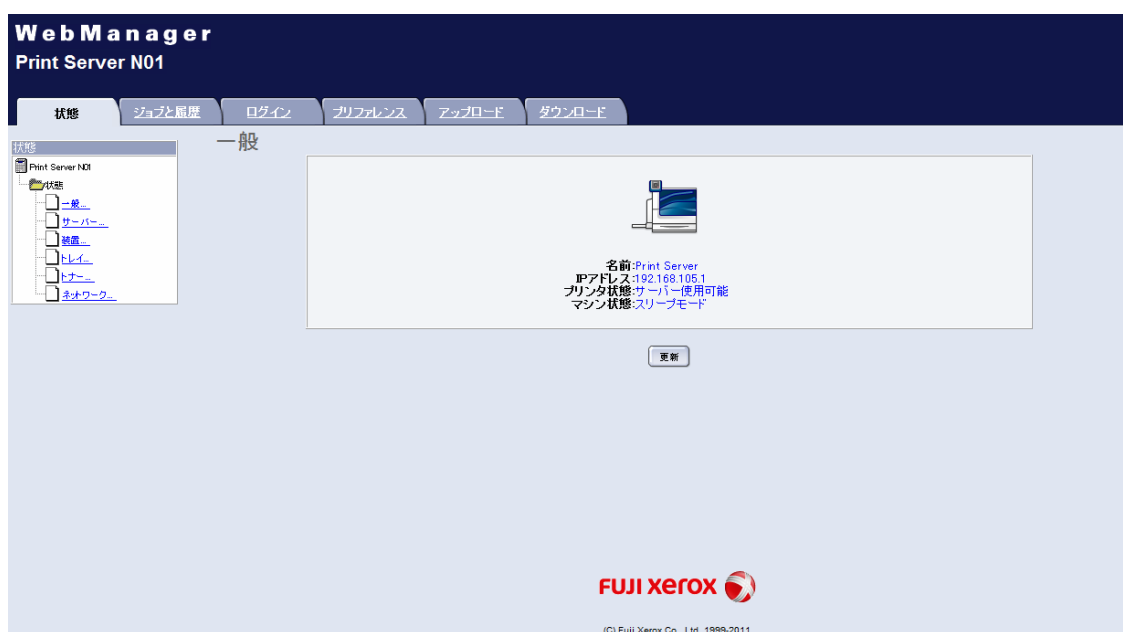 WebManager
Print Server N01
状態 ジョブと履歴 ログイン プリファレンス アップロード ダウンロード
状態
Print Server N01
状態
一般...
サーバー...
装置...
トレイ...
トナー...
ネットワーク...
一般
名前:Print Server
IPアドレス:192.168.105.1
プリンタ状態:サーバー使用可能
マシン状態:スリープモード
更新
FUJI xerox
(C) Fuji Xerox Co., Ltd. 1999-2011